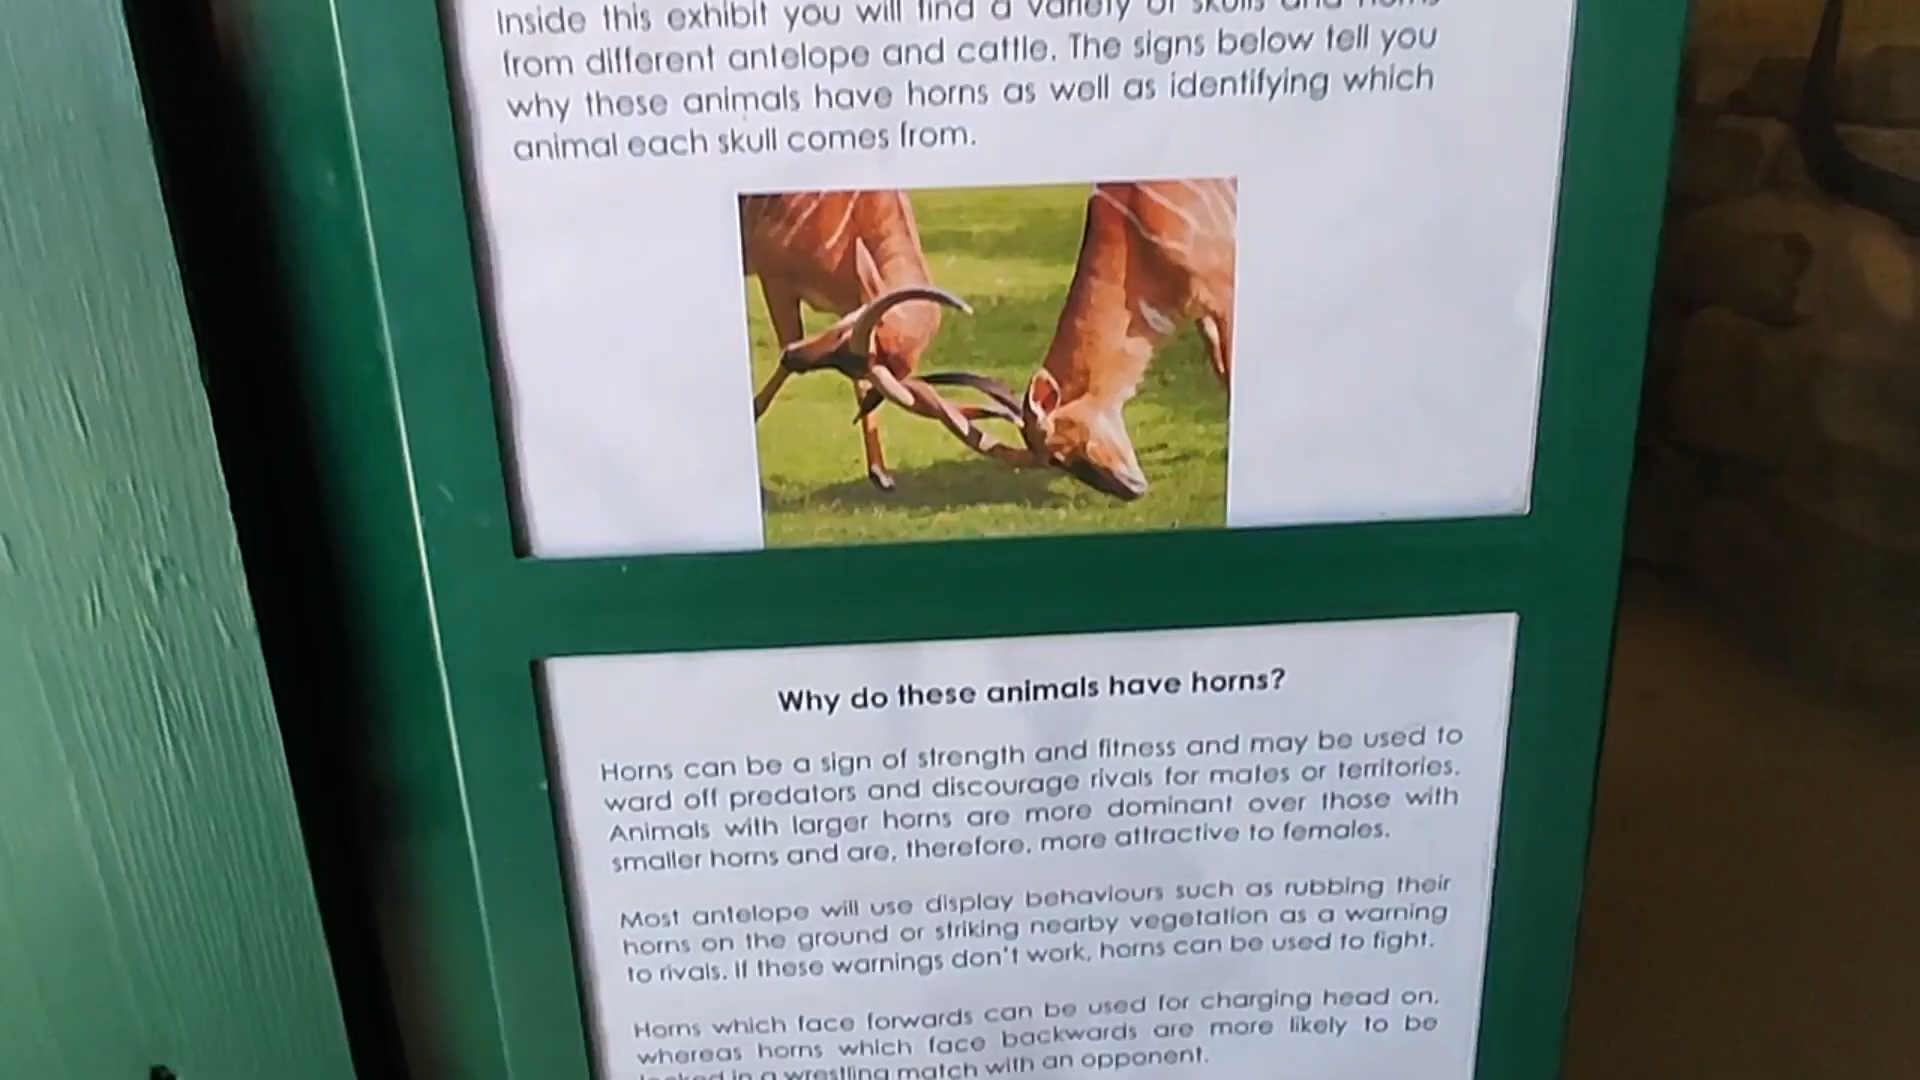 Inside this exhibit you will find a variety of skulls and horns
from different antelope and cattle. The signs below tell you
why these animals have horns as well as identifying which
animal each skull comes from.
Why do these animals have horns?
Horns can be a sign of strength and fitness and may be used to
ward off predators and discourage rivals for mates or territories.
Animals with larger horns are more dominant over those with
smaller horns and are, therefore, more attractive to females.
Most antelope will use display behaviours such as rubbing their
horns on the ground or striking nearby vegetation as a warning
to rivals. If these warnings don't work, horns can be used to fight.
Horns which face forwards can be used for charging head on,
whereas horns which face backwards are more likely to be
locked in a wrestling match with an opponent.